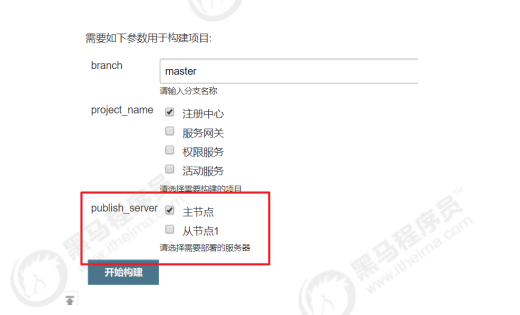 需要如下参数用于构建项目:
branch
master
请输入分支名称
project_name
注册中心
服务网关
权限服务
活动服务
请选择需要构建的项目
publish_server
主节点
从节点1
请选择需要部署的服务器
开始构建
黑马程序员
www.itheima.com
黑马程序员
www.itheima.com